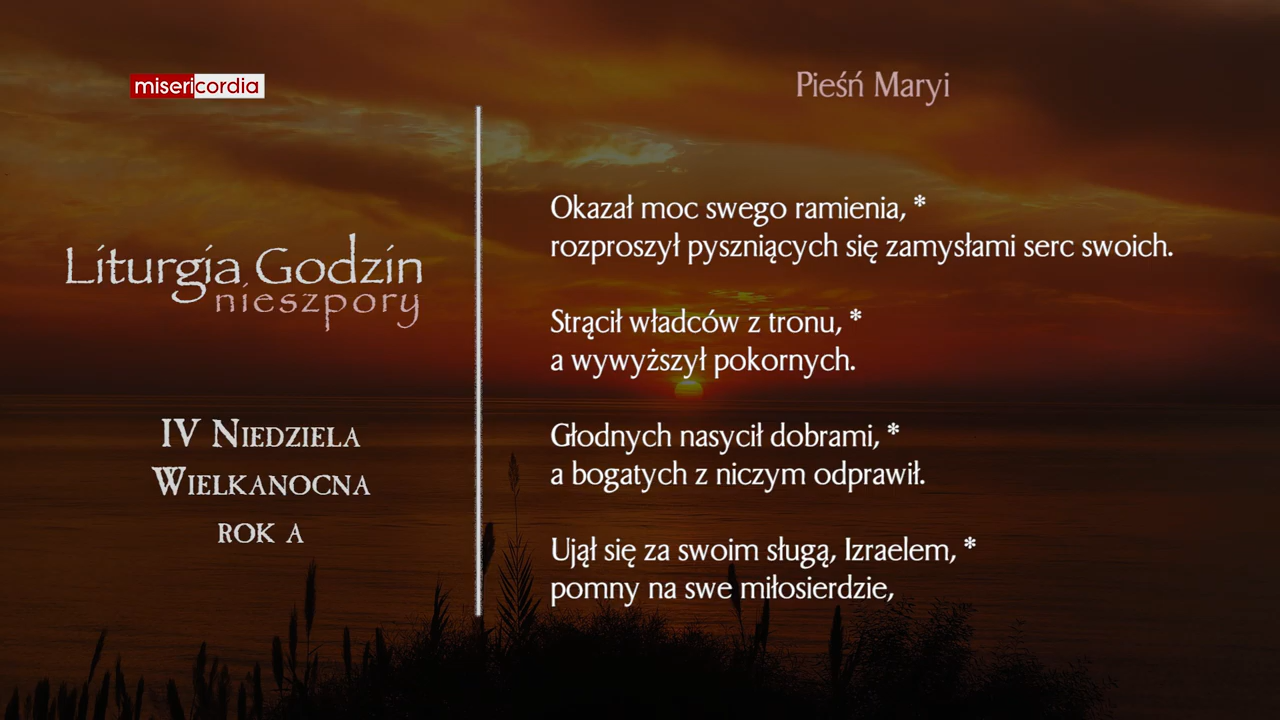 misericordia
Pieśń Maryi
Liturgia Godzin
nieszpory
IV Niedziela
Wielkanocna
rok A
Okazał moc swego ramienia, *
rozproszył pyszniących się zamysłami serc swoich.
Strącił władców z tronu, *
a wywyższył pokornych.
Głodnych nasycił dobrami, *
a bogatych z niczym odprawił.
Ujął się za swoim sługą, Izraelem, *
pomny na swe miłosierdzie,